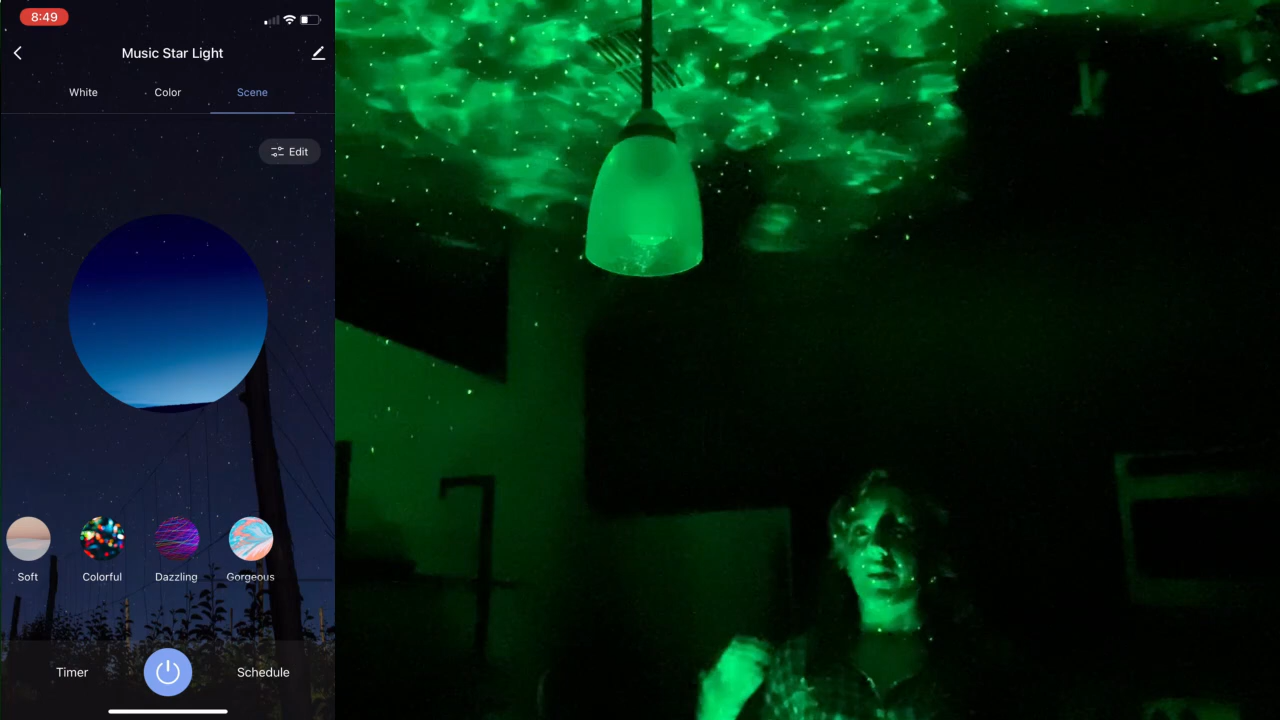 8:49
Music Star Light
White Color Scene
Edit
Soft Colorful Dazzling Gorgeous
Timer Schedule